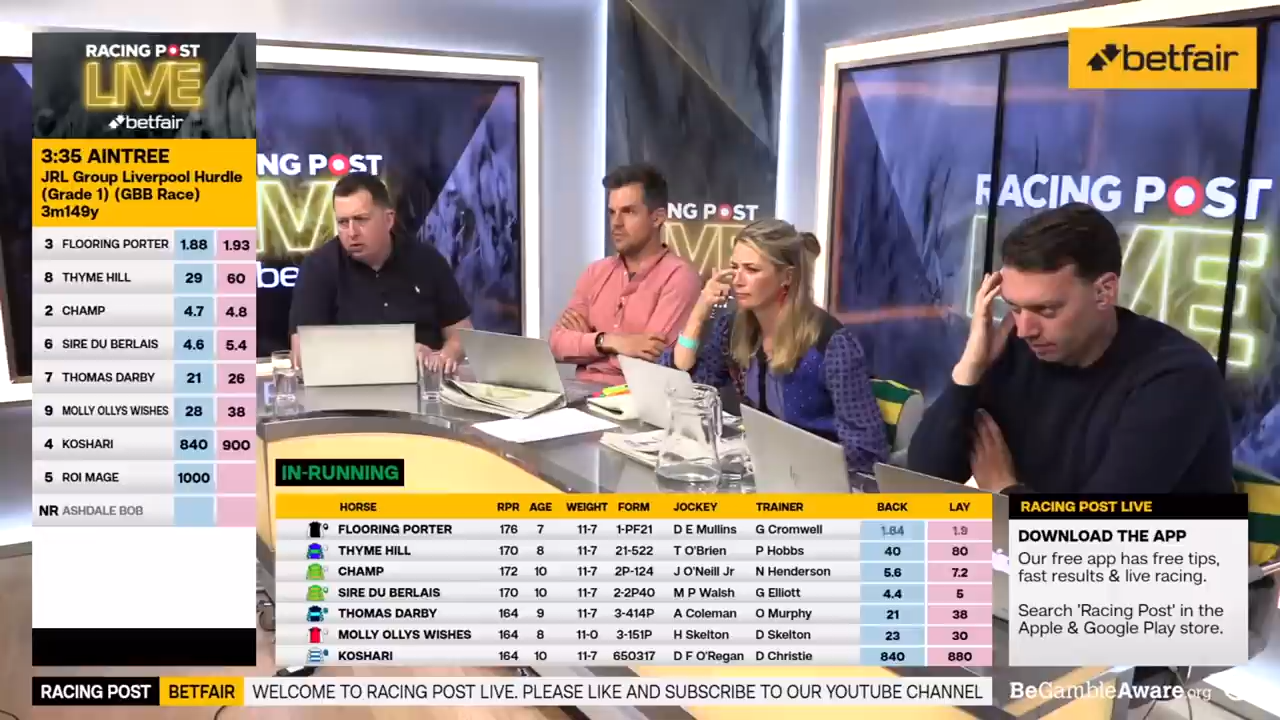 RACING POST
LIVE
betfair
3:35 AINTREE
JRL Group Liverpool Hurdle
(Grade 1) (GBB Race)
3m149y
3 FLOORING PORTER 1.88 1.93
8 THYME HILL 29 60
2 CHAMP 4.7 4.8
6 SIRE DU BERLAIS 4.6 5.4
7 THOMAS DARBY 21 26
9 MOLLY OLLYS WISHES 28 38
4 KOSHARI 840 900
5 ROI MAGE 1000
NR ASHDALE BOB
NG POST
be
NG POST
RACING POST
betfair
IN-RUNNING
HORSE RPR AGE WEIGHT FORM JOCKEY TRAINER BACK LAY
FLOORING PORTER 176 7 11-7 1-PF21 D E Mullins G Cromwell 1.84 1.9
THYME HILL 170 8 11-7 21-522 T O'Brien P Hobbs 40 80
CHAMP 172 10 11-7 2P-124 J O'Neill Jr N Henderson 5.6 7.2
SIRE DU BERLAIS 170 10 11-7 2-2P40 M P Walsh G Elliott 4.4 5
THOMAS DARBY 164 9 11-7 3-414P A Coleman O Murphy 21 38
MOLLY OLLYS WISHES 164 8 11-0 3-151P H Skelton D Skelton 23 30
KOSHARI 164 10 11-7 650317 D F O'Regan D Christie 840 880
RACING POST LIVE
DOWNLOAD THE APP
Our free app has free tips,
fast results & live racing.
Search 'Racing Post' in the
Apple & Google Play store.
RACING POST BETFAIR WELCOME TO RACING POST LIVE. PLEASE LIKE AND SUBSCRIBE TO OUR YOUTUBE CHANNEL
BeGambleAware.org